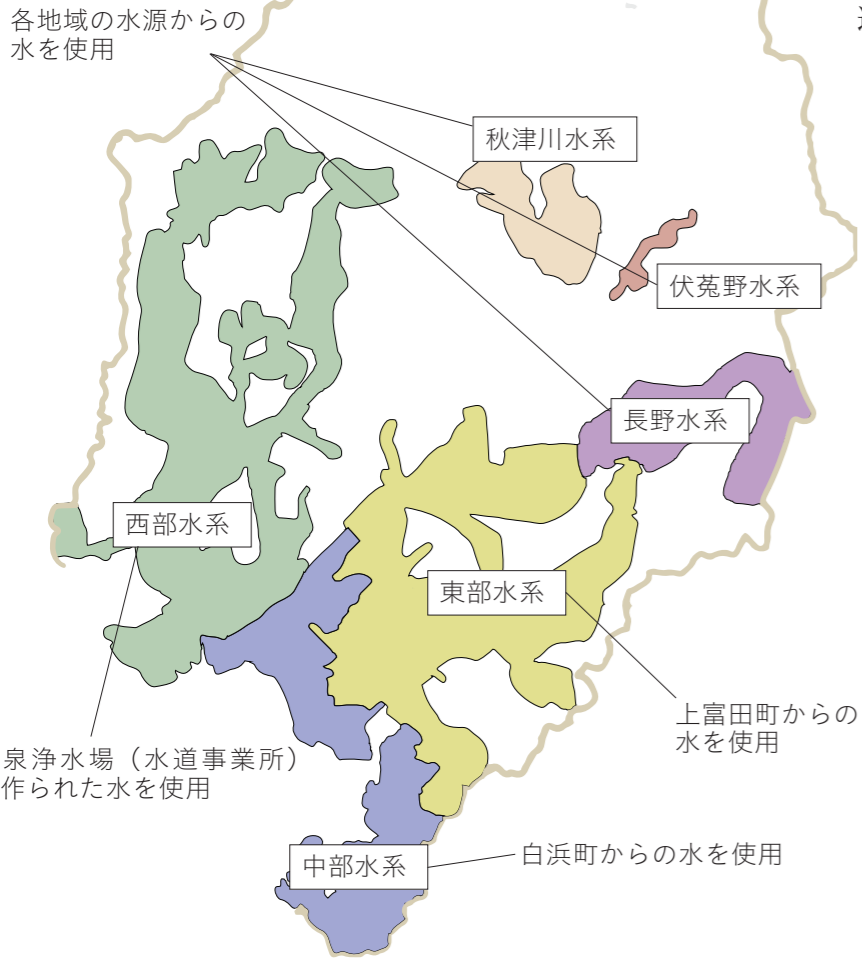 各地域の水源からの
水を使用
秋津川水系
伏菟野水系
長野水系
西部水系
東部水系
上富田町からの
水を使用
泉浄水場（水道事業所）
作られた水を使用
中部水系
白浜町からの水を使用